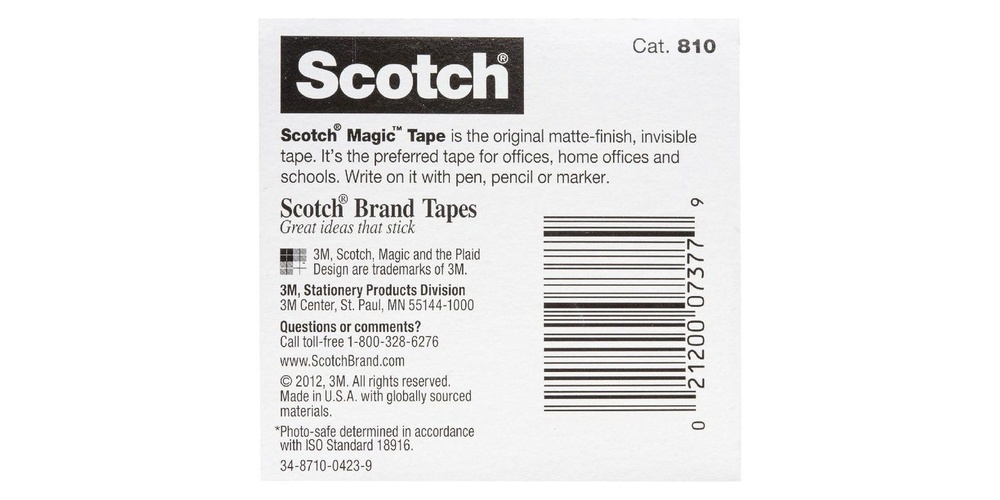 Scotch®
Cat. 810
Scotch® Magic™ Tape is the original matte-finish, invisible
tape. It's the preferred tape for offices, home offices and
schools. Write on it with pen, pencil or marker.
Scotch® Brand Tapes
Great ideas that stick
3M, Scotch, Magic and the Plaid
Design are trademarks of 3M.
3M, Stationery Products Division
3M Center, St. Paul, MN 55144-1000
Questions or comments?
Call toll-free 1-800-328-6276
www.ScotchBrand.com
© 2012, 3M. All rights reserved.
Made in U.S.A. with globally sourced
materials.
*Photo-safe determined in accordance
with ISO Standard 18916.
34-8710-0423-9
0 21200 07377 9